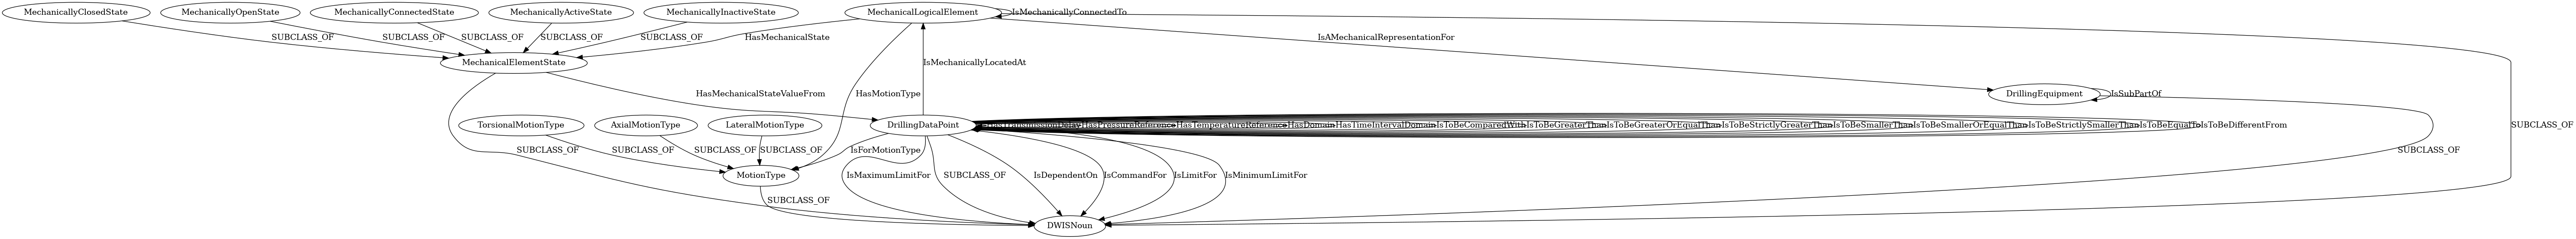 MechanicallyClosedState
MechanicallyOpenState
MechanicallyConnectedState
MechanicallyActiveState
MechanicallyInactiveState
MechanicalLogicalElement
IsMechanicallyConnectedTo
SUBCLASS_OF
SUBCLASS_OF
SUBCLASS_OF
SUBCLASS_OF
SUBCLASS_OF
HasMechanicalState
IsAMechanicalRepresentationFor
MechanicalElementState
IsMechanicallyLocatedAt
HasMechanicalStateValueFrom
HasMotionType
DrillingEquipment
IsSubPartOf
TorsionalMotionType
AxialMotionType
LateralMotionType
DrillingDataPoint
HasPressureReference
HasTemperatureReference
HasDomain
HasTimeIntervalDomain
IsToBeComparedWith
IsToBeGreaterThan
IsToBeGreaterOrEqualThan
IsToBeStrictlyGreaterThan
IsToBeSmallerThan
IsToBeSmallerOrEqualThan
IsToBeStrictlySmallerThan
IsToBeEqualTo
IsToBeDifferentFrom
SUBCLASS_OF
SUBCLASS_OF
SUBCLASS_OF
SUBCLASS_OF
SUBCLASS_OF
IsForMotionType
SUBCLASS_OF
MotionType
IsMaximumLimitFor
SUBCLASS_OF
IsDependentOn
IsCommandFor
IsLimitFor
IsMinimumLimitFor
SUBCLASS_OF
DWISNoun